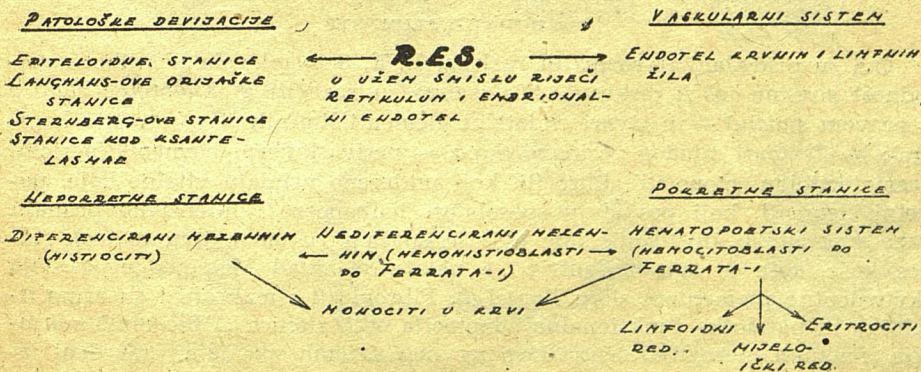 PATOLOŠKE DEVIJACIJE
EPITELOIDNE STANICE
LANGHANS-OVE ORIJAŠKE
STANICE
STERNBERG-OVE STANICE
STANICE KOD KSANTE-
LASMAE
R.E.S.
U UŽEM SMISLU RIJEČI
RETIKULUM I EMBRIONAL-
NI ENDOTEL
VASKULARNI SISTEM
ENDOTEL KRVNIH I LIMFNIH
ŽILA
NEPOKRETNE STANICE
DIFERENCIRANI MEZENHIM
(HISTIOCITI)
NEDIFERENCIRANI MEZEN-
HIM (HEMOHISTIOBLASTI
PO FERRATA-I)
POKRETNE STANICE
HEMATOPOETSKI SISTEM
(HEMOCITOBLASTI PO
FERRATA-I
MONOCITI U KRVI
LIMFOIDNI
RED.
MIJELO-
IČKI RED.
ERITROCITI